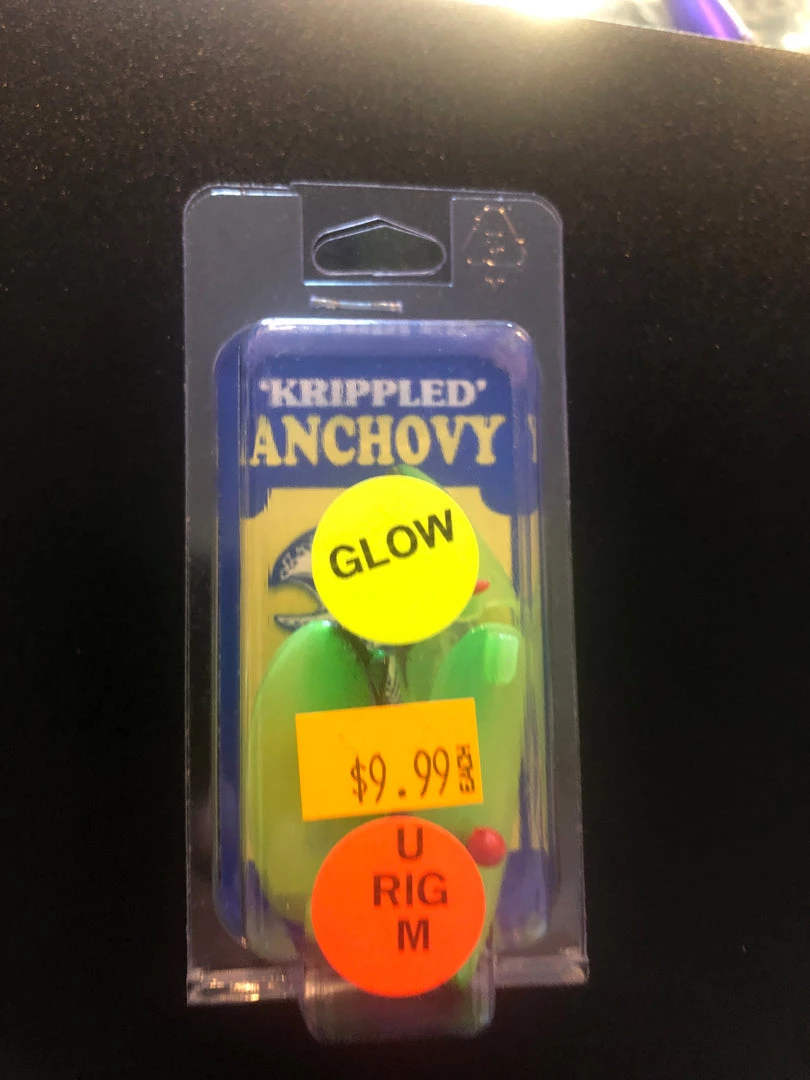 'KRIPPLED'
ANCHOVY
GLOW
$9.99 EACH
U
RIG
M